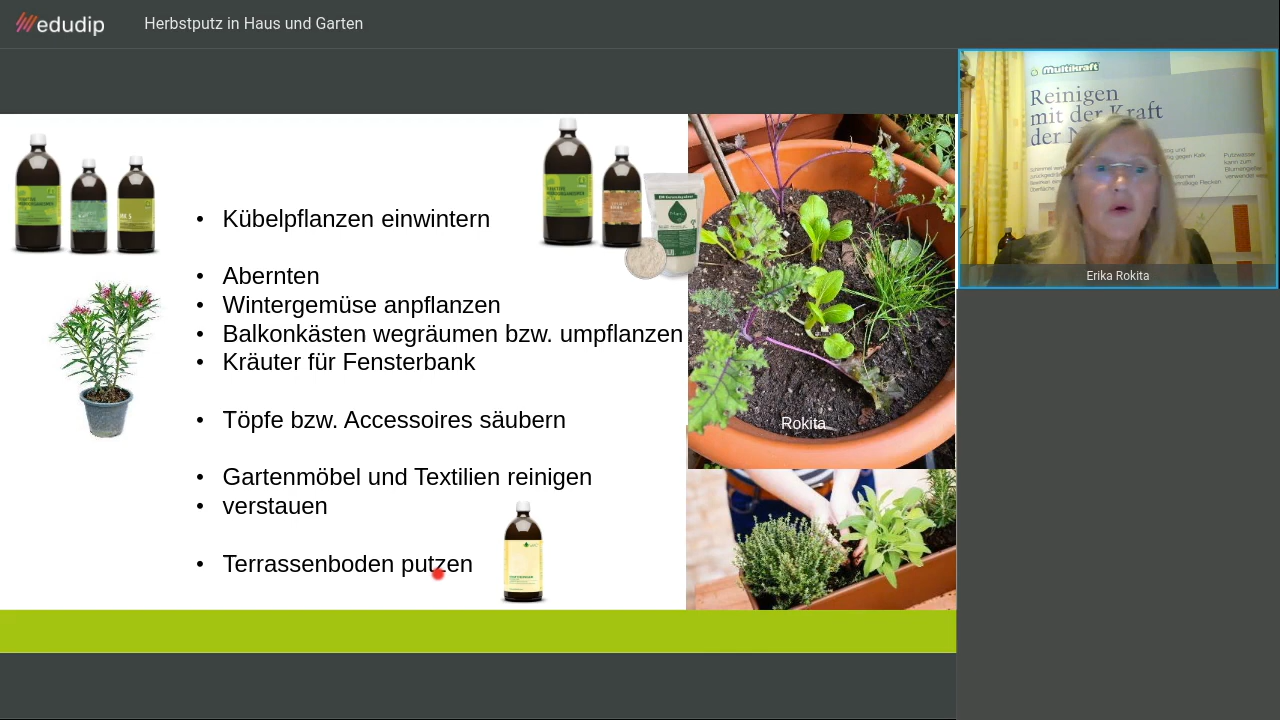 edudip
Herbstputz in Haus und Garten
Multikraft
Reinigen
mit der Kraft
der
• Kübelpflanzen einwintern
• Abernten
• Wintergemüse anpflanzen
• Balkonkästen wegräumen bzw. umpflanzen
• Kräuter für Fensterbank
• Töpfe bzw. Accessoires säubern
• Gartenmöbel und Textilien reinigen
• verstauen
• Terrassenboden putzen
Rokita
Erika Rokita